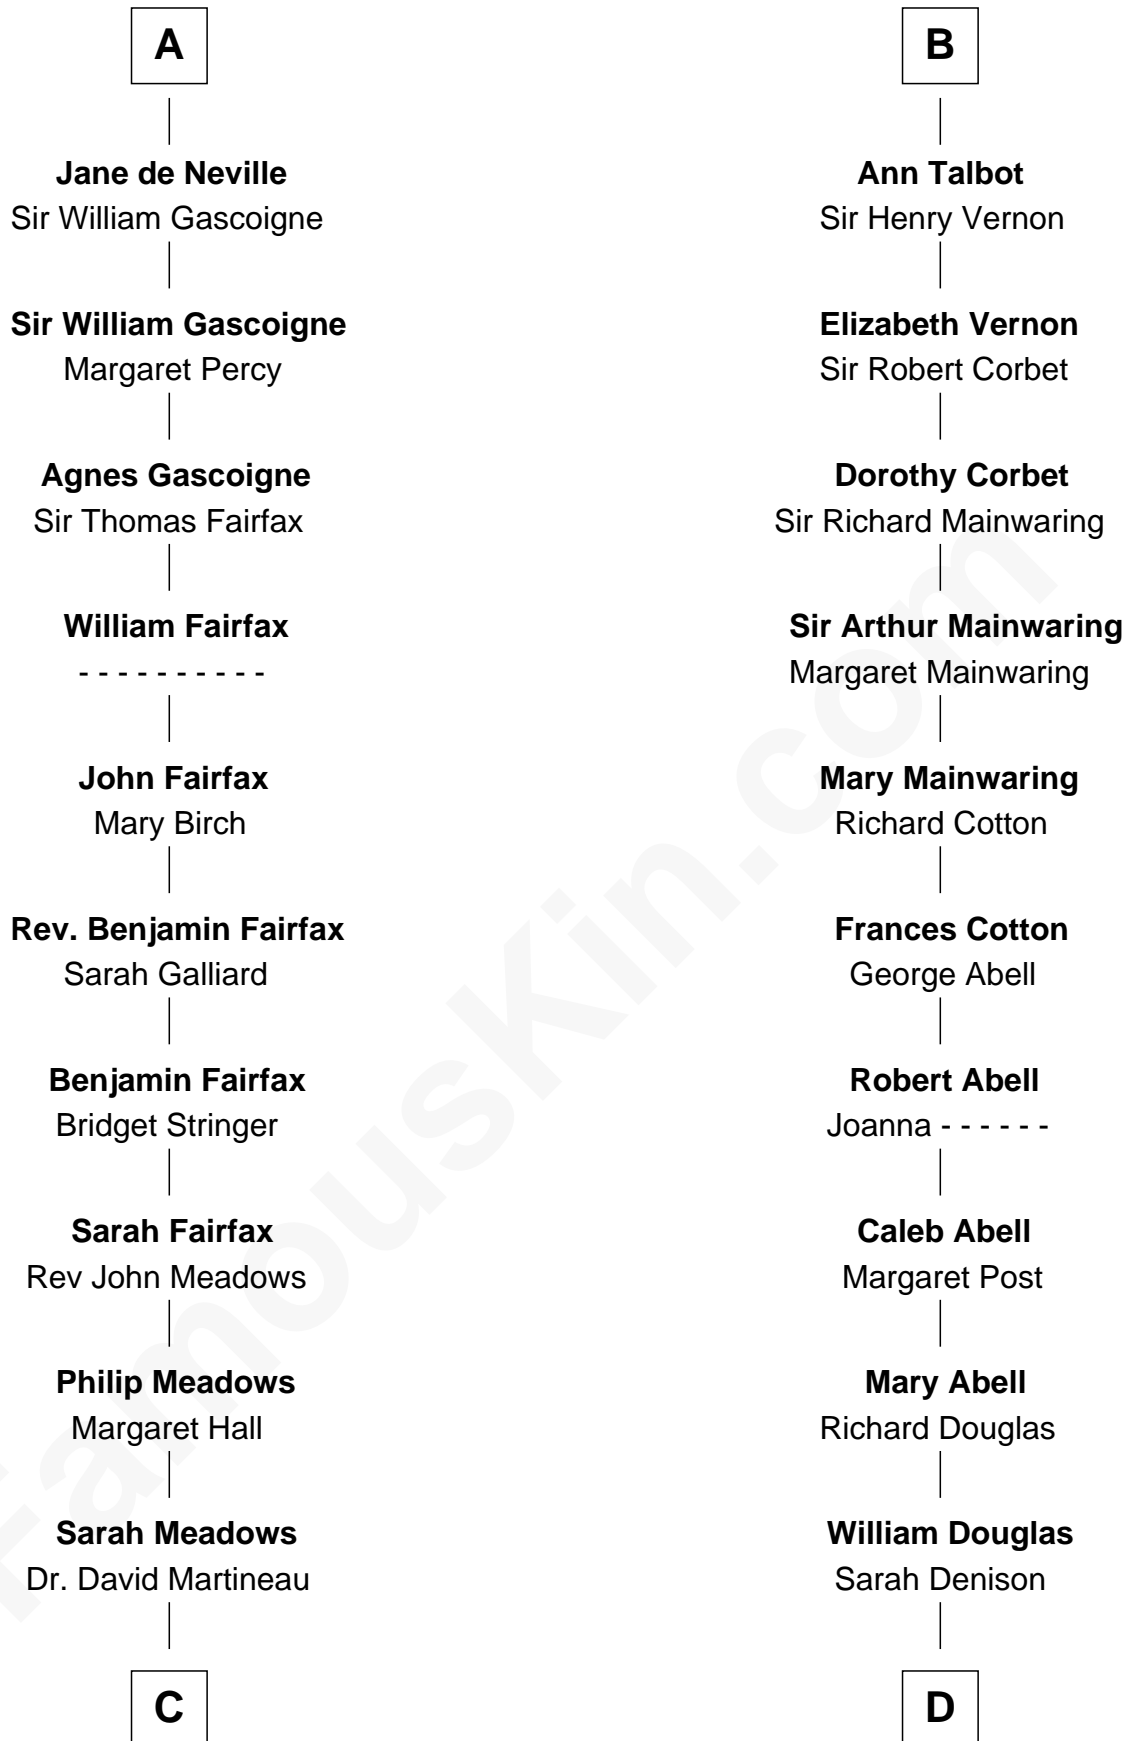 A
Jane de Neville
Sir William Gascoigne
Sir William Gascoigne
Margaret Percy
Agnes Gascoigne
Sir Thomas Fairfax
William Fairfax
- - - - - - - - - -
John Fairfax
Mary Birch
Rev. Benjamin Fairfax
Sarah Galliard
Benjamin Fairfax
Bridget Stringer
Sarah Fairfax
Rev John Meadows
Philip Meadows
Margaret Hall
Sarah Meadows
Dr. David Martineau
C
B
Ann Talbot
Sir Henry Vernon
Elizabeth Vernon
Sir Robert Corbet
Dorothy Corbet
Sir Richard Mainwaring
Sir Arthur Mainwaring
Margaret Mainwaring
Mary Mainwaring
Richard Cotton
Frances Cotton
George Abell
Robert Abell
Joanna - - - - - -
Caleb Abell
Margaret Post
Mary Abell
Richard Douglas
William Douglas
Sarah Denison
D
FamousKin.com